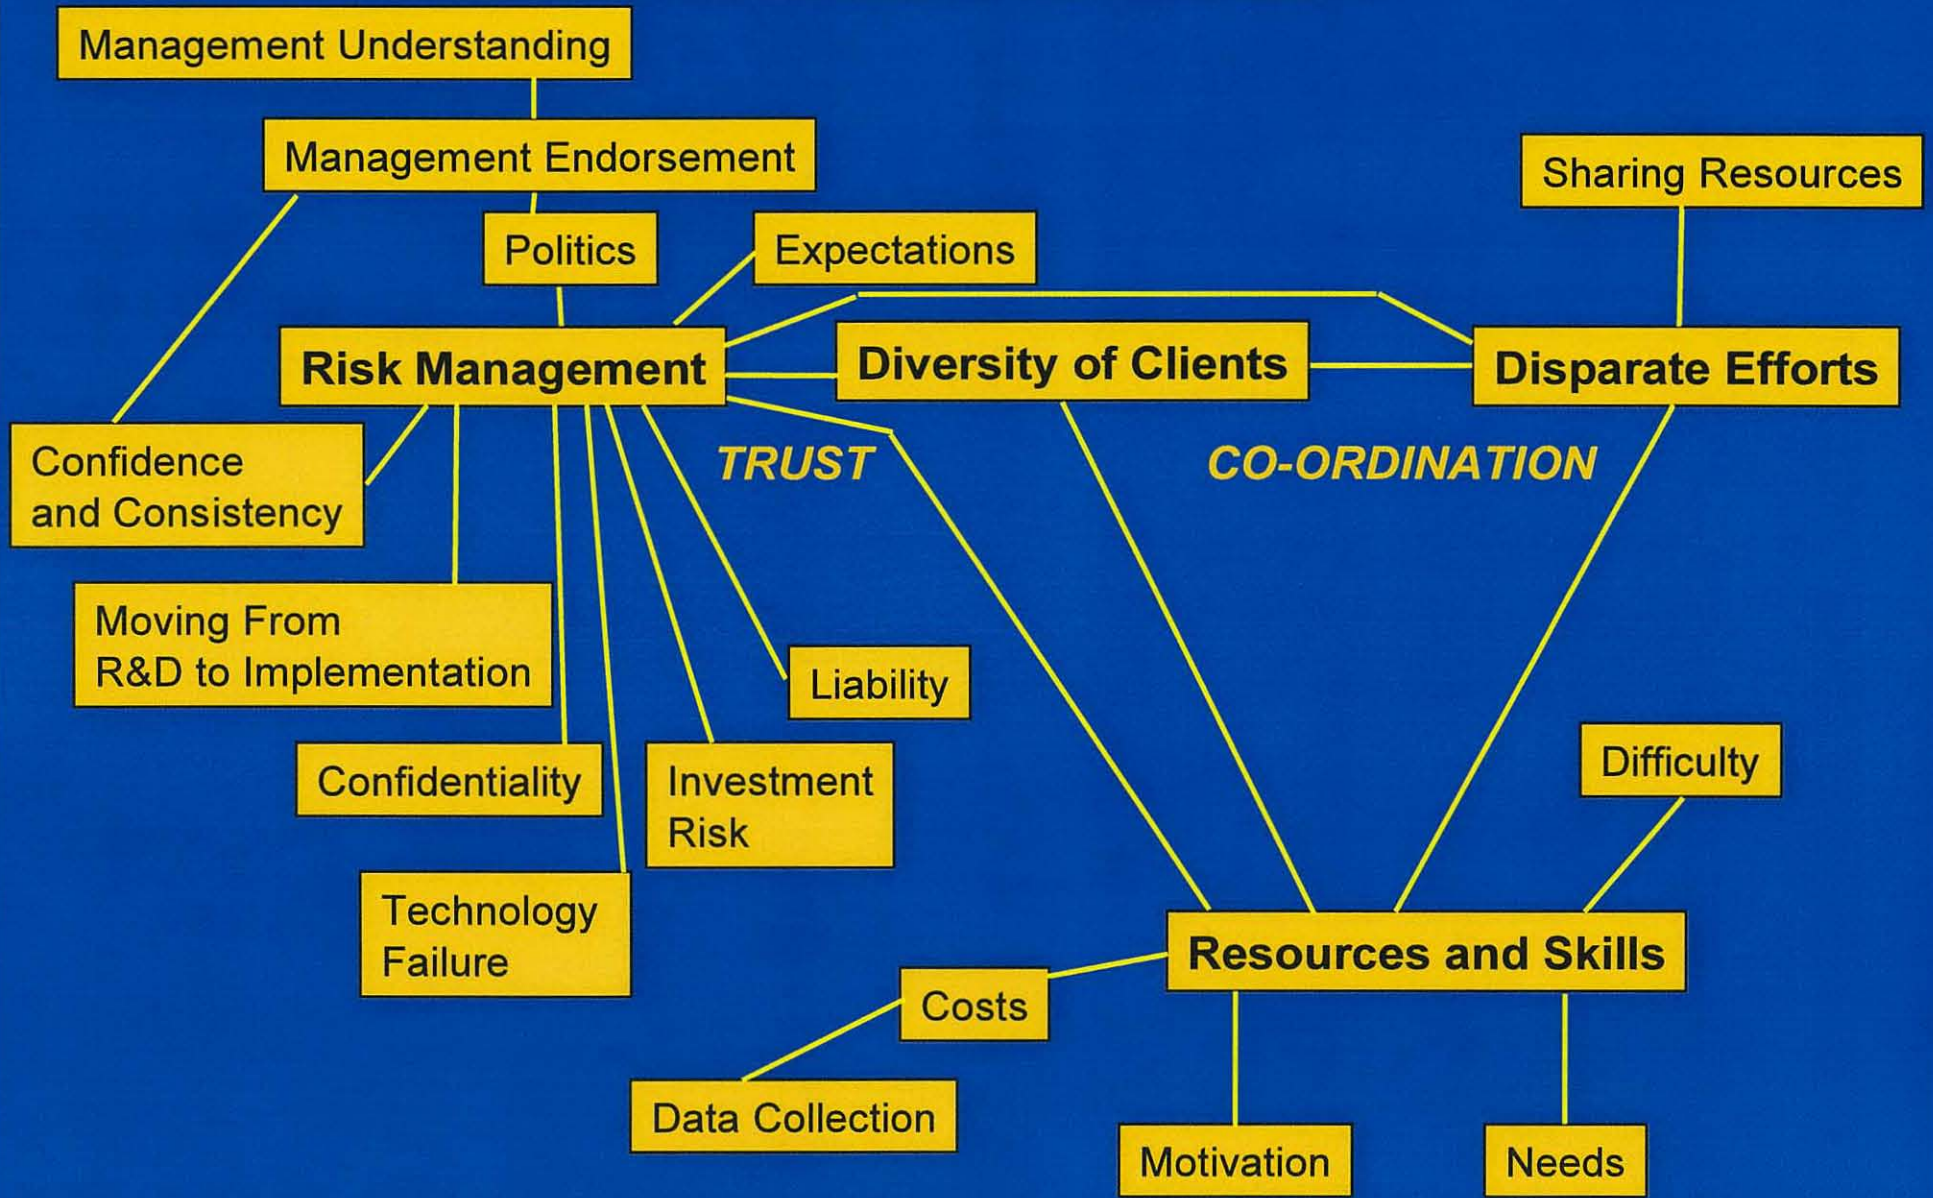 Management Understanding
Management Endorsement
Sharing Resources
Politics
Expectations
Risk Management
Diversity of Clients
Disparate Efforts
TRUST
CO-ORDINATION
Confidence
and Consistency
Moving From
R&D to Implementation
Liability
Confidentiality
Investment
Risk
Difficulty
Technology
Failure
Resources and Skills
Costs
Data Collection
Motivation
Needs